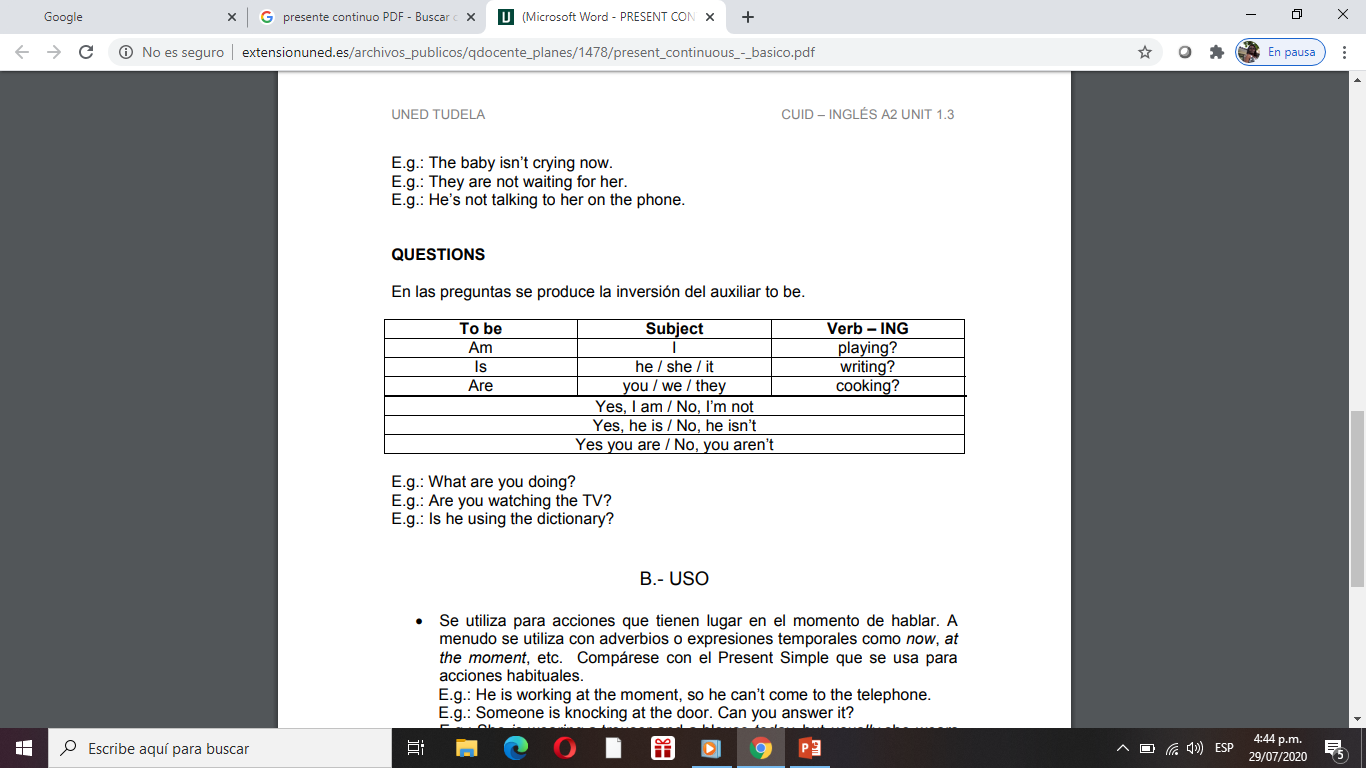 Google
presente continuo PDF - Buscar c
(Microsoft Word - PRESENT CON
No es seguro
extensionuned.es/archivos_publicos/qdocente_planes/1478/present_continuous_-_basico.pdf
En pausa
UNED TUDELA
CUID – INGLÉS A2 UNIT 1.3
E.g.: The baby isn’t crying now.
E.g.: They are not waiting for her.
E.g.: He’s not talking to her on the phone.
QUESTIONS
En las preguntas se produce la inversión del auxiliar to be.
To be Subject Verb – ING
Am I playing?
Is he / she / it writing?
Are you / we / they cooking?
Yes, I am / No, I’m not
Yes, he is / No, he isn’t
Yes you are / No, you aren’t
E.g.: What are you doing?
E.g.: Are you watching the TV?
E.g.: Is he using the dictionary?
B.- USO
• Se utiliza para acciones que tienen lugar en el momento de hablar. A
menudo se utiliza con adverbios o expresiones temporales como now, at
the moment, etc. Compárese con el Present Simple que se usa para
acciones habituales.
E.g.: He is working at the moment, so he can’t come to the telephone.
E.g.: Someone is knocking at the door. Can you answer it?
Escribe aquí para buscar
ESP
4:44 p.m.
29/07/2020
5